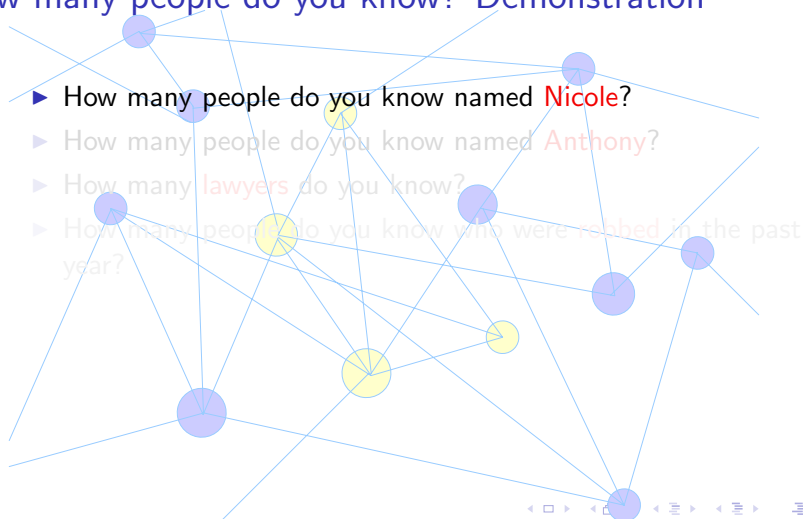 w many people do you know? Demonstration
► How many people do you know named Nicole?
► How many people do you know named Anthony?
► How many lawyers do you know?
► How many people do you know who were robbed in the past
year?